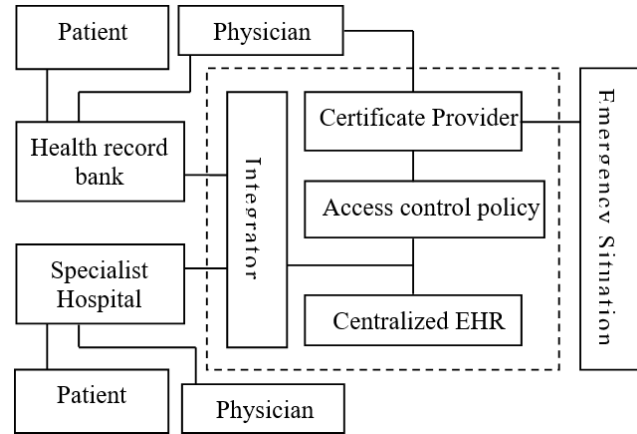 Patient
Physician
Certificate Provider
Health record
bank
Integrator
Emergency Situation
Access control policy
Specialist
Hospital
Centralized EHR
Patient
Physician